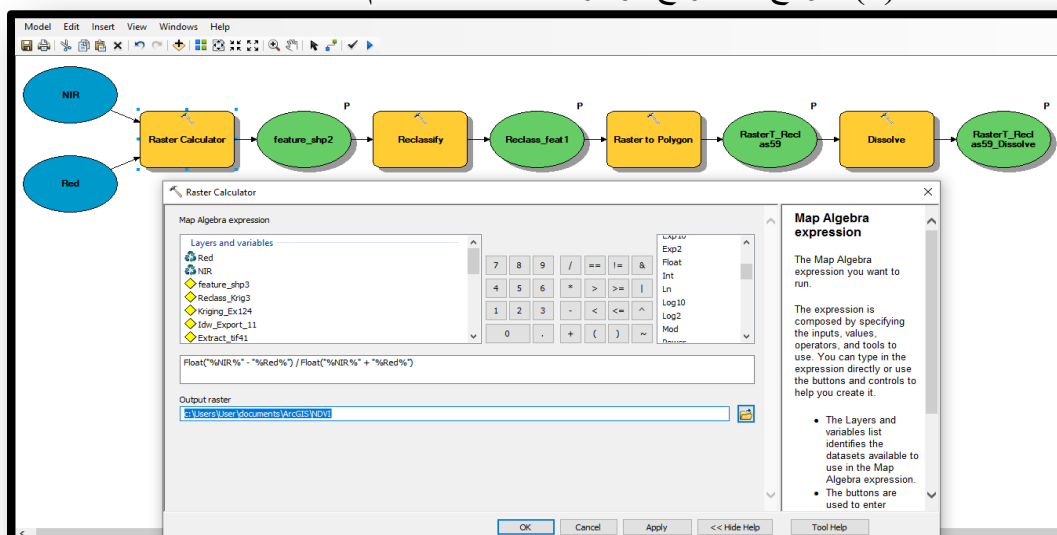 Model Edit Insert View Windows Help
NIR
Red
Raster Calculator
feature_shp2
P
Reclassify
Reclass_feat1
P
Raster to Polygon
RasterT_Recl
as59
P
Dissolve
RasterT_Recl
as59_Dissolve
P
Raster Calculator
Map Algebra expression
Layers and variables
Red
NIR
feature_shp3
Reclass_Krig3
Kriging_Ex124
Idw_Export_11
Extract_tif41
7 8 9 / == != &
4 5 6 * > >= |
1 2 3 - < <= ^
0 . + ( ) ~
Exp10
Exp2
Float
Int
Ln
Log10
Log2
Mod
Power
Float("%NIR%" - "%Red%") / Float("%NIR%" + "%Red%")
Output raster
c:\Users\User\documents\ArcGIS\NDVI
OK Cancel Apply << Hide Help Tool Help
Map Algebra
expression
The Map Algebra
expression you want to
run.
The expression is
composed by specifying
the inputs, values,
operators, and tools to
use. You can type in the
expression directly or use
the buttons and controls to
help you create it.
• The Layers and
variables list
identifies the
datasets available to
use in the Map
Algebra expression.
• The buttons are
used to enter